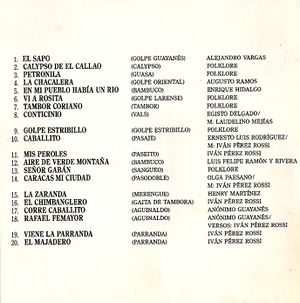 1. EL SAPO (GOLPE GUAYANÉS) ALEJANDRO VARGAS
2. CALYPSO DE EL CALLAO (CALYPSO) FOLKLORE
3. PETRONILA (GUASA) FOLKLORE
4. LA CHACALERA (GOLPE ORIENTAL) AUGUSTO RAMOS
5. EN MI PUEBLO HABÍA UN RIO (BAMBUCO) ENRIQUE HIDALGO
6. VI A ROSITA (GOLPE LARENSE) FOLKLORE
7. TAMBOR CORIANO (TAMBOR) FOLKLORE
8. CONTICINIO (VALS) EGISTO DELGADO/
M: LAUDELINO MEJÍAS
9. GOLPE ESTRIBILLO (GOLPE ESTRIBILLO) FOLKLORE
10. CABALLITO (PASAJE) ERNESTO LUIS RODRÍGUEZ/
M: IVÁN PÉREZ ROSSI
11. MIS PEROLES (PASEITO) IVÁN PÉREZ ROSSI
12. AIRE DE VERDE MONTAÑA (BAMBUCO) LUIS FELIPE RAMÓN Y RIVERA
13. SEÑOR GABÁN (SANGUEO) FOLKLORE
14. CARACAS MI CIUDAD (PASODOBLE) OLGA PAESANO/
M: IVÁN PÉREZ ROSSI
15. LA ZARANDA (MERENGUE) HENRY MARTÍNEZ
16. EL CHIMBANGLERO (GAITA DE TAMBORA) IVÁN PÉREZ ROSSI
17. CORRE CABALLITO (AGUINALDO) ANÓNIMO GUAYANÉS
18. RAFAEL FEMAYOR (AGUINALDO) ANÓNIMO GUAYANÉS/
VERSOS: IVÁN PÉREZ ROSSI
19. VIENE LA PARRANDA (PARRANDA) IVÁN PÉREZ ROSSI
20. EL MAJADERO (PARRANDA) IVÁN PÉREZ ROSSI